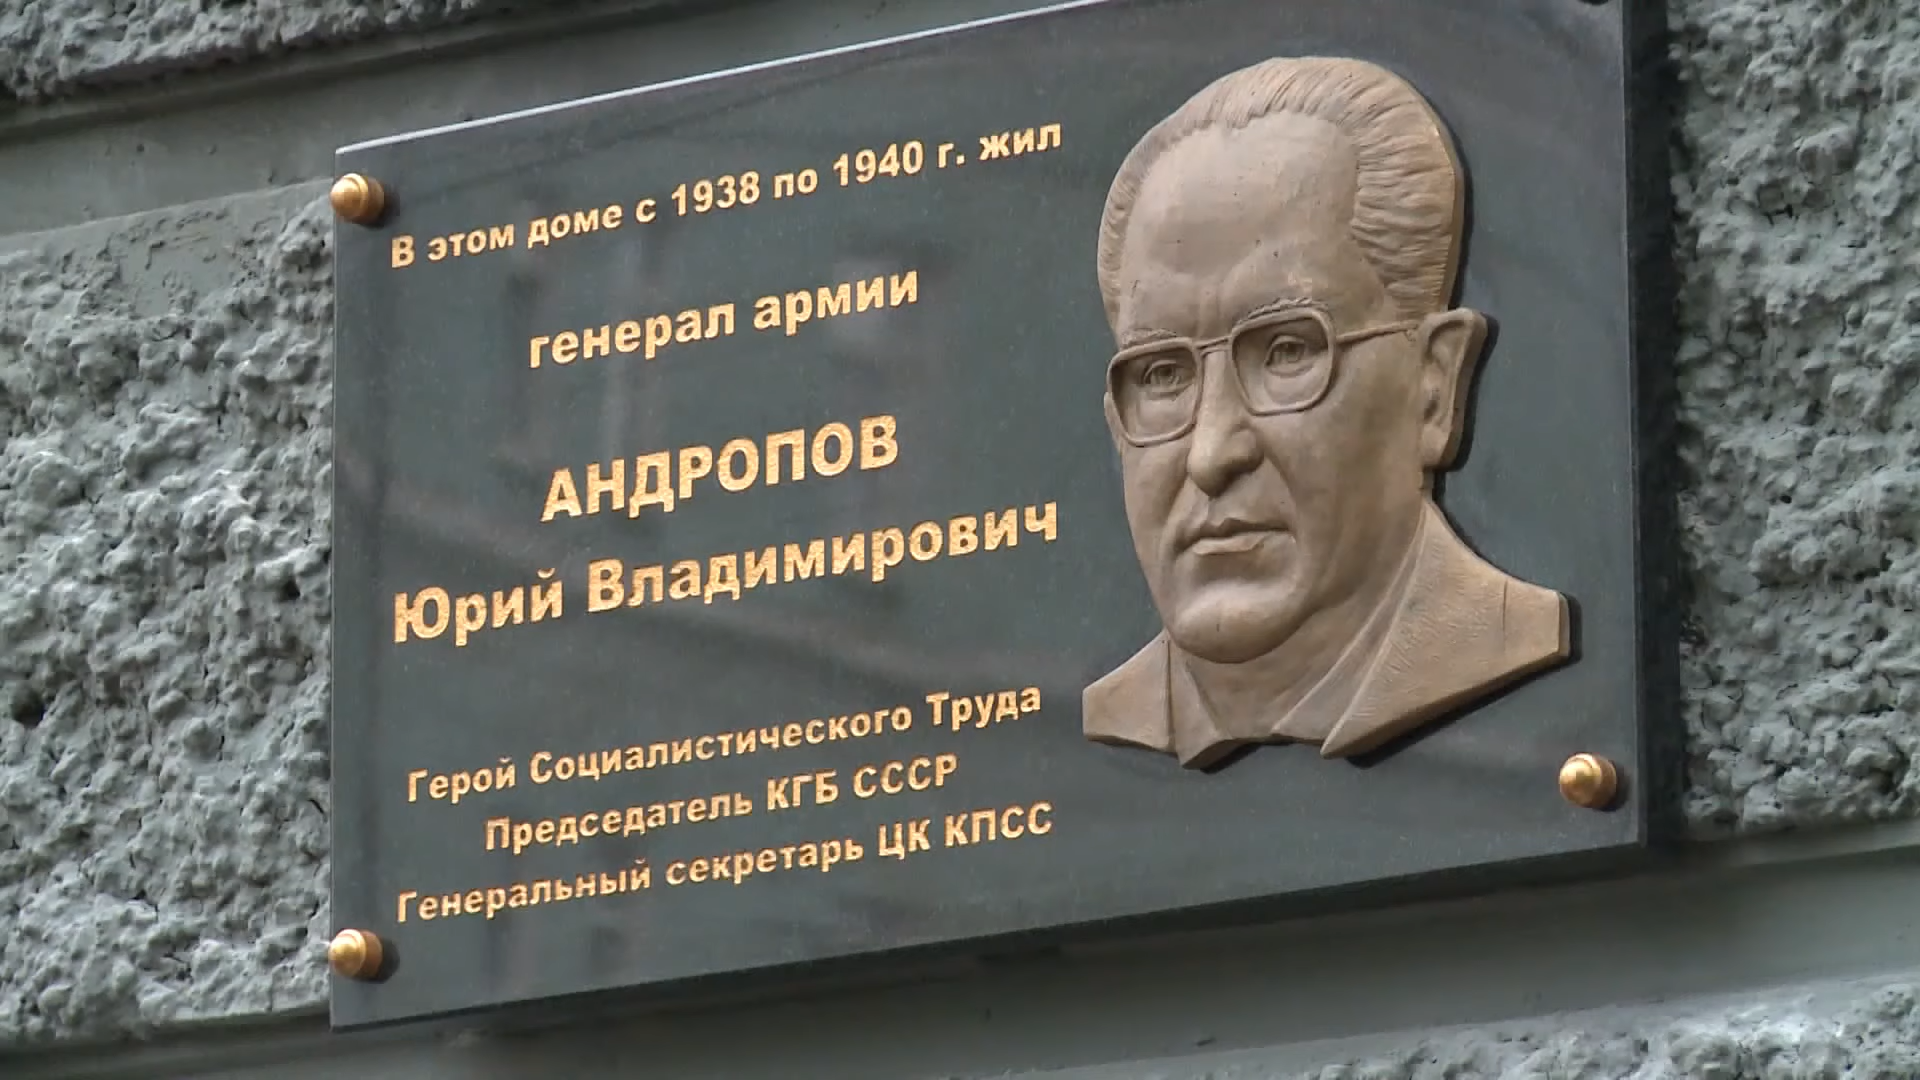 В этом доме с 1938 по 1940 г. жил
генерал армии
АНДРОПОВ
Юрий Владимирович
Герой Социалистического Труда
Председатель КГБ СССР
Генеральный секретарь ЦК КПСС